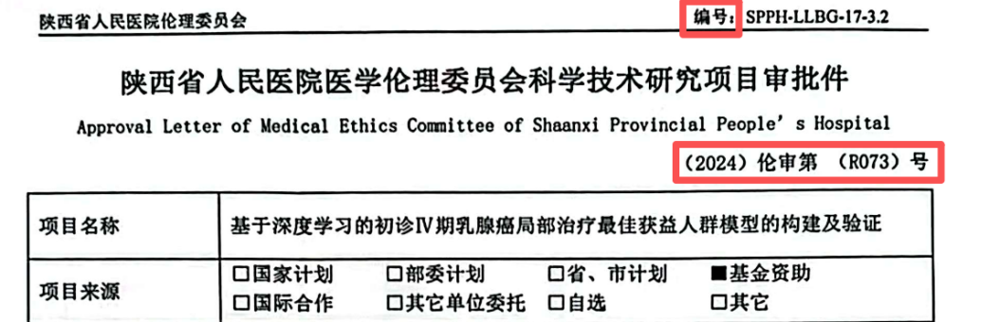 陕西省人民医院伦理委员会 编号: SPPH-LLBG-17-3.2
陕西省人民医院医学伦理委员会科学技术研究项目审批件
Approval Letter of Medical Ethics Committee of Shaanxi Provincial People's Hospital
(2024) 伦审第 (R073) 号
项目名称 基于深度学习的初诊Ⅳ期乳腺癌局部治疗最佳获益人群模型的构建及验证
项目来源 □国家计划 □部委计划 □省、市计划 ■基金资助
□国际合作 □其它单位委托 □自选 □其它